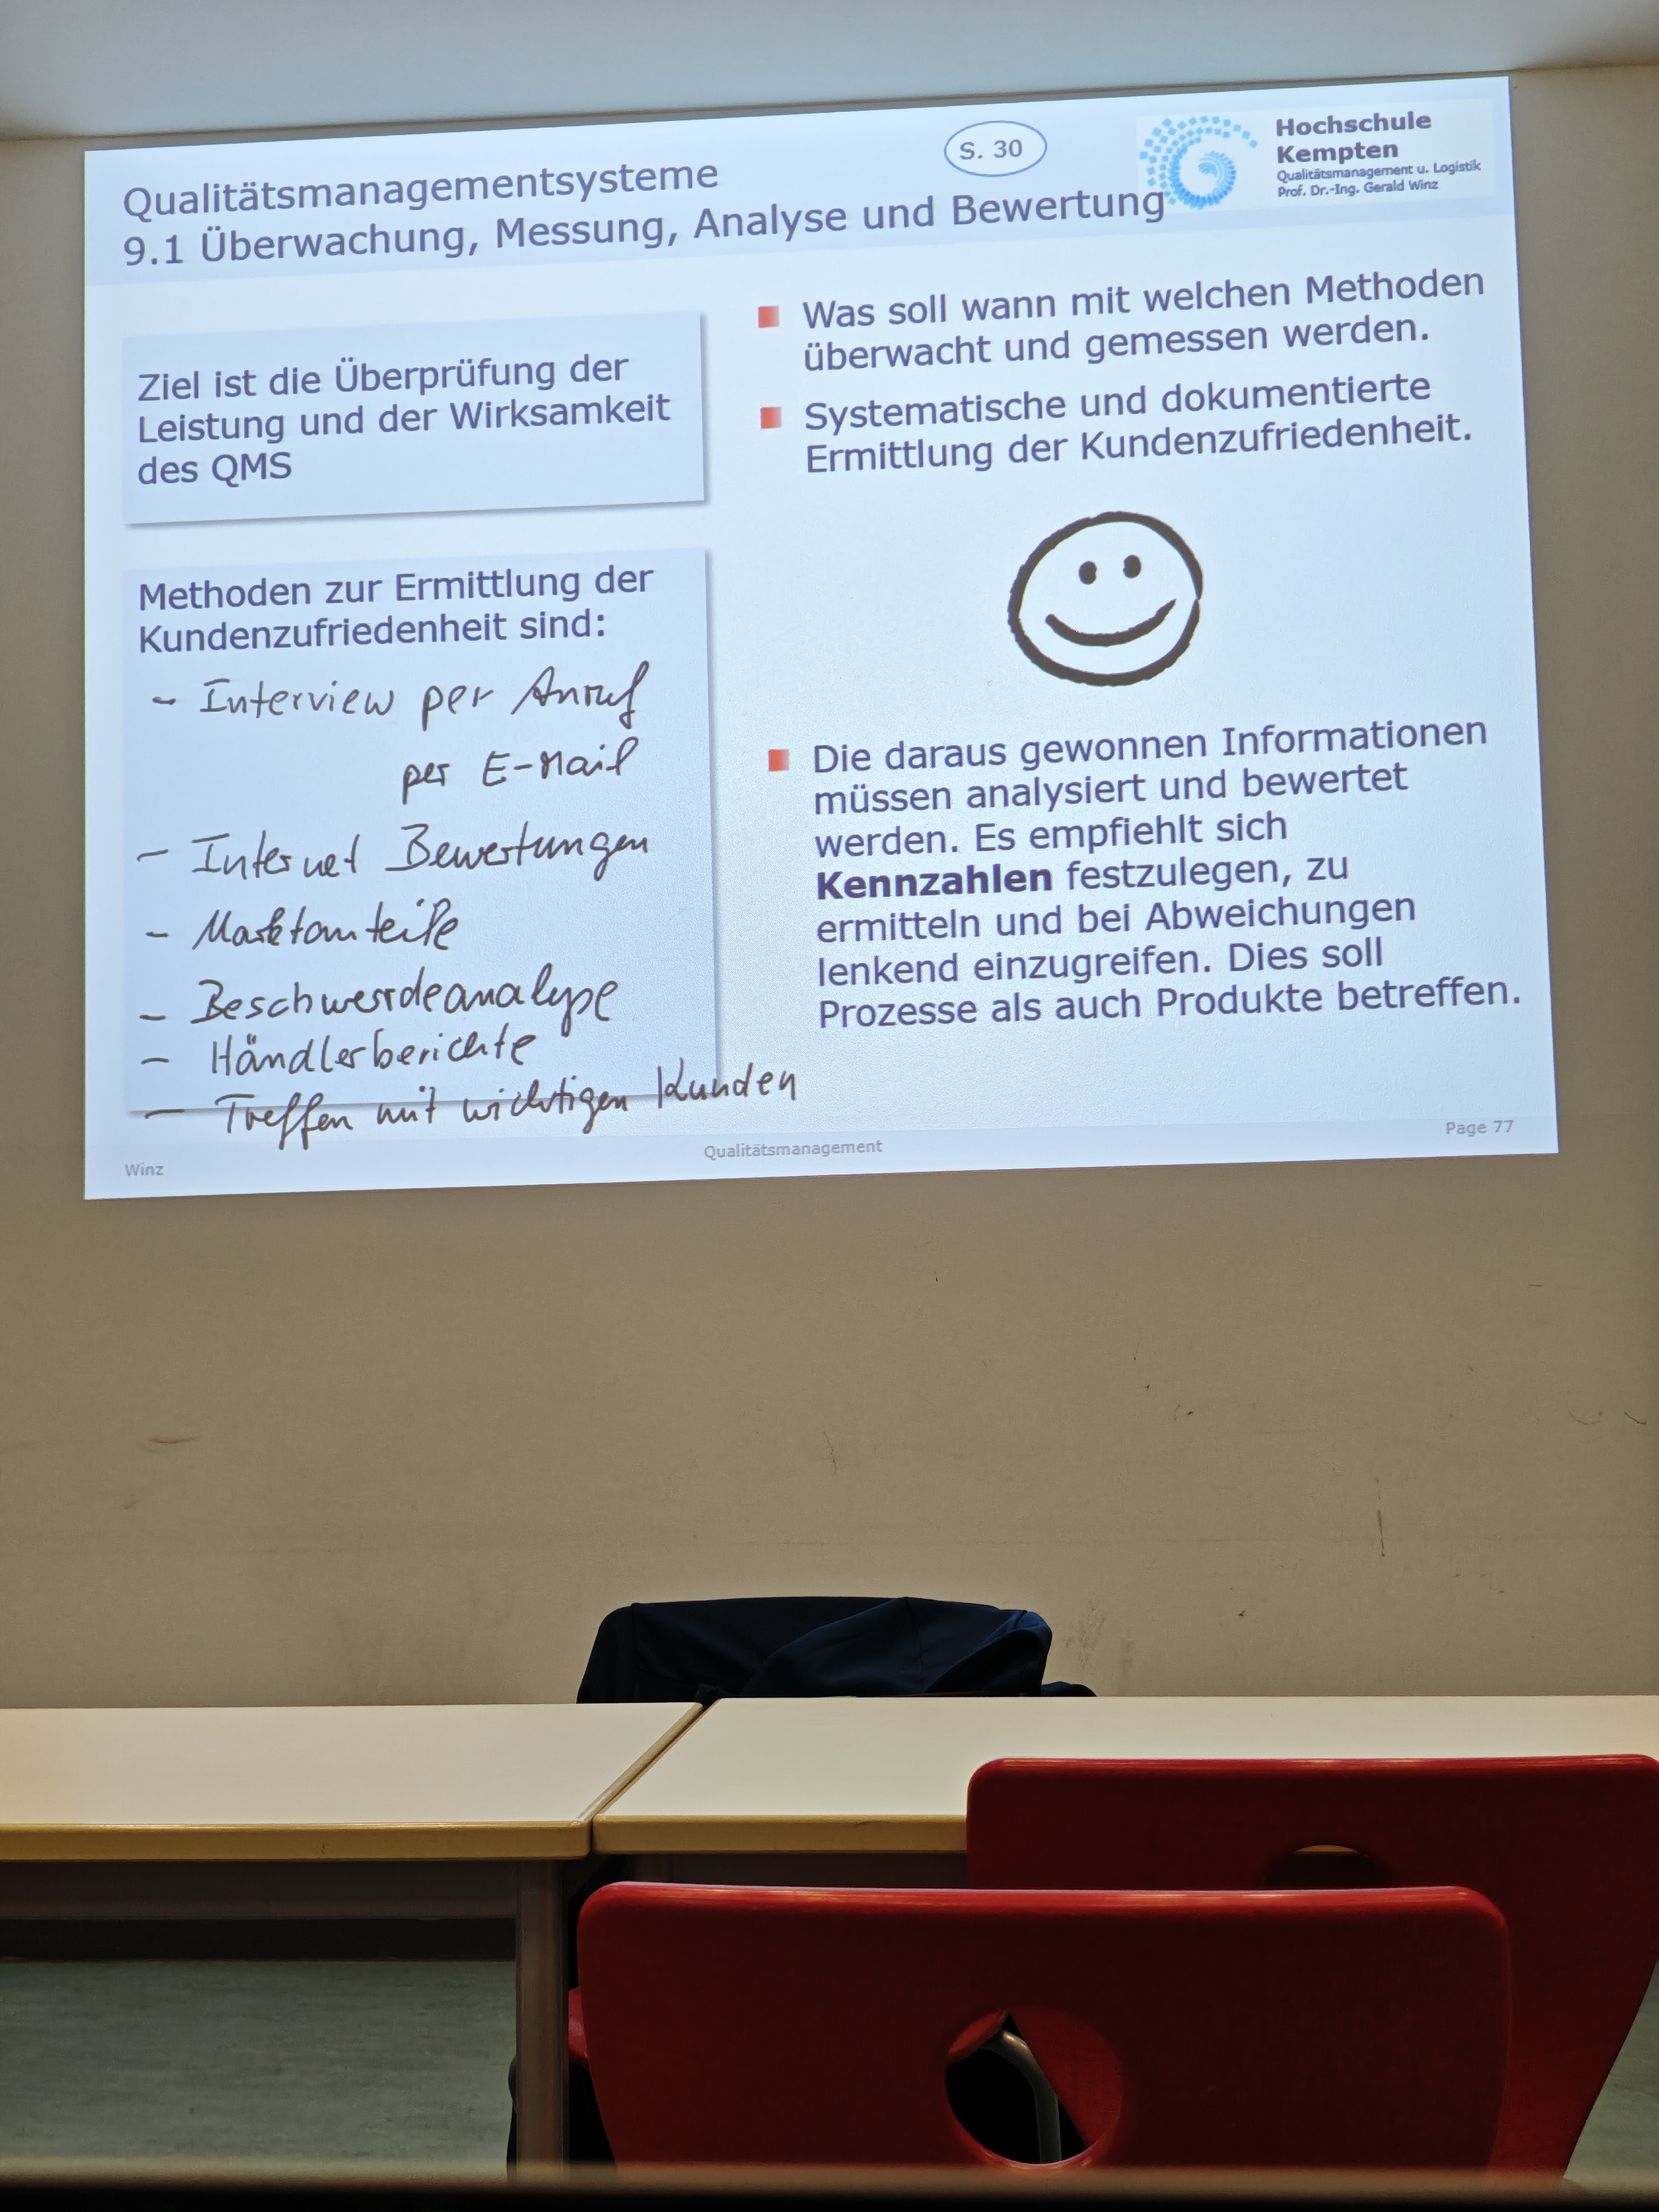 Qualitätsmanagementsysteme
9.1 Überwachung, Messung, Analyse und Bewertung
S. 30
Hochschule
Kempten
Qualitätsmanagement u. Logistik
Prof. Dr.-Ing. Gerald Winz
Ziel ist die Überprüfung der
Leistung und der Wirksamkeit
des QMS
Methoden zur Ermittlung der
Kundenzufriedenheit sind:
- Interview per Anruf
per E-Mail
- Internet Bewertungen
- Marktanteile
- Beschwerdeanalyse
- Händlerberichte
- Treffen mit wichtigen Kunden
Was soll wann mit welchen Methoden
überwacht und gemessen werden.
Systematische und dokumentierte
Ermittlung der Kundenzufriedenheit.
Die daraus gewonnen Informationen
müssen analysiert und bewertet
werden. Es empfiehlt sich
Kennzahlen festzulegen, zu
ermitteln und bei Abweichungen
lenkend einzugreifen. Dies soll
Prozesse als auch Produkte betreffen.
Winz
Qualitätsmanagement
Page 77